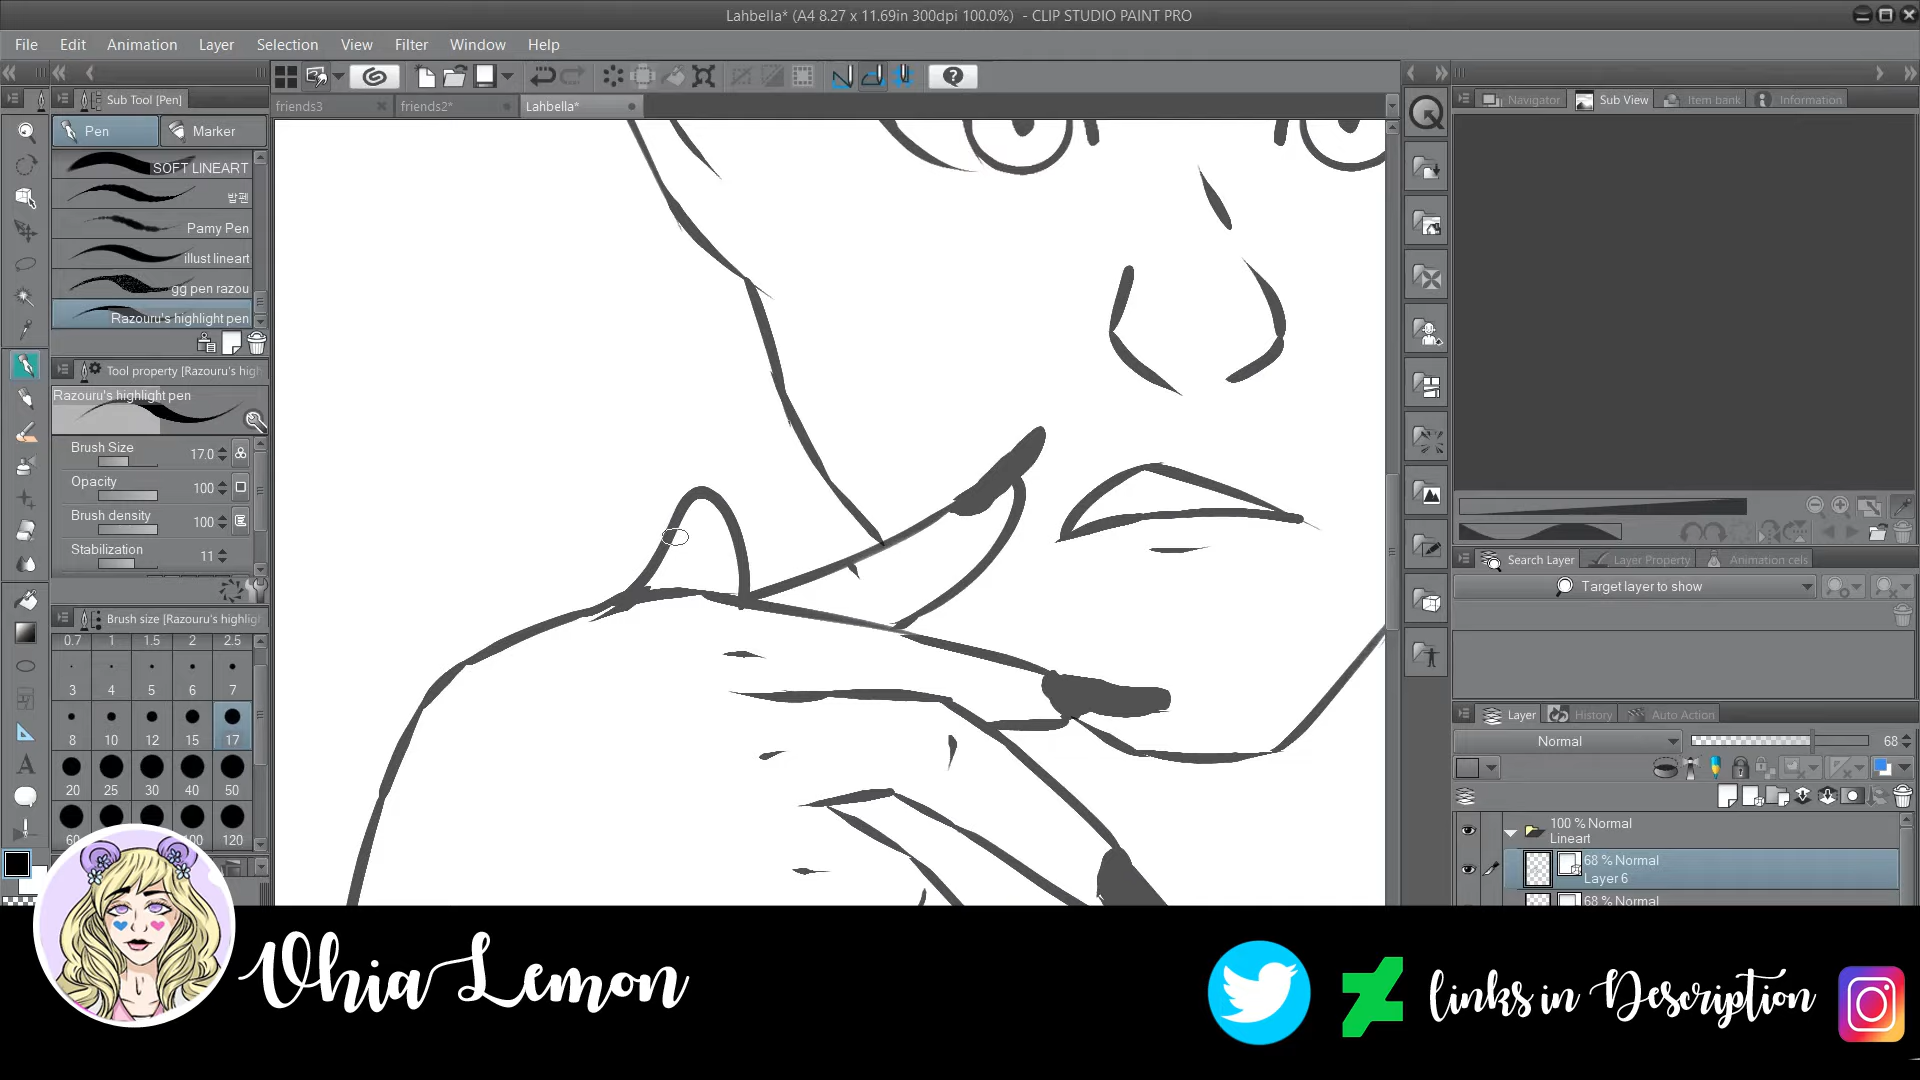 Lahbella* (A4 8.27 x 11.69in 300dpi 100.0%) - CLIP STUDIO PAINT PRO
File Edit Animation Layer Selection View Filter Window Help
Sub Tool [Pen]
Pen
Marker
SOFT LINEART
밥펜
Pamy Pen
illust lineart
gg pen razou
Razouru's highlight pen
Tool property [Razouru's high
Razouru's highlight pen
Brush Size 17.0
Opacity 100
Brush density 100
Stabilization 11
Brush size [Razouru's highlig
0.7 1 1.5 2 2.5
3 4 5 6 7
8 10 12 15 17
20 25 30 40 50
120
friends3
friends2*
Lahbella*
Navigator
Sub View
Item bank
Information
Search Layer
Layer Property
Animation cels
Target layer to show
Layer
History
Auto Action
Normal
68
100 % Normal
Lineart
68 % Normal
Layer 6
68 % Normal
Vhia Lemon
links in Description